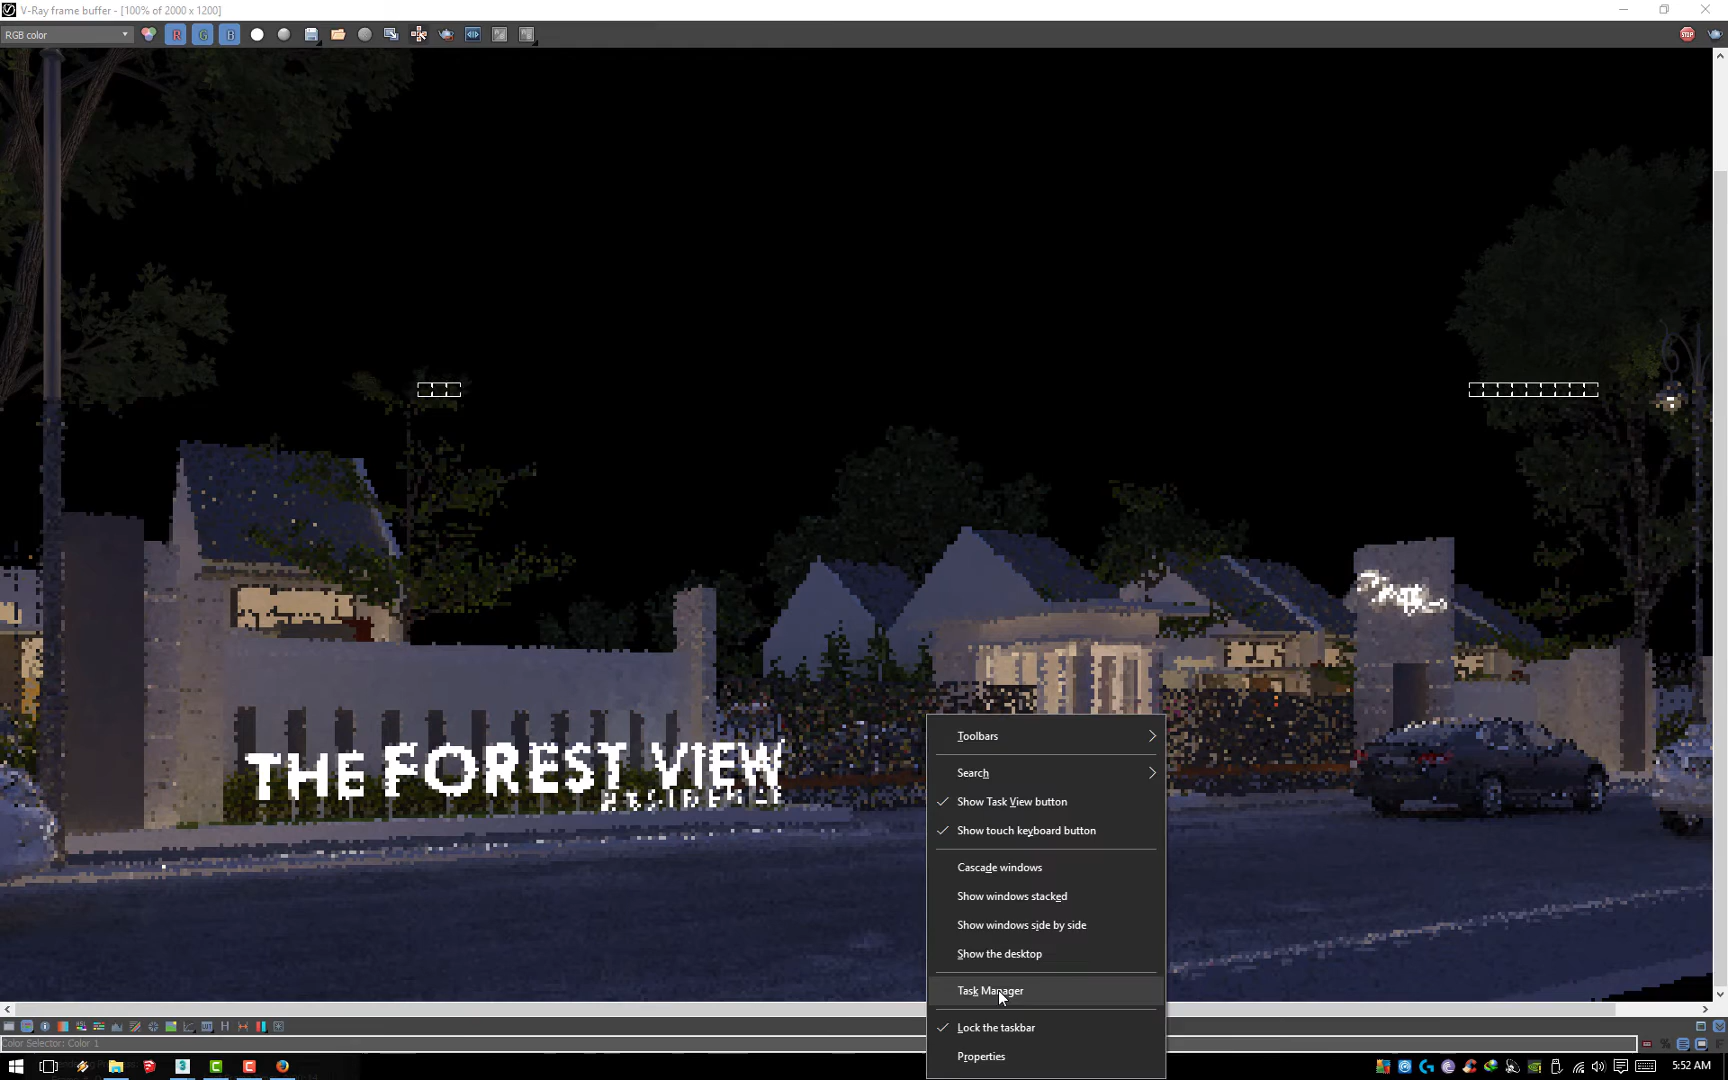 V-Ray frame buffer - [100% of 2000 x 1200]
RGB color
R G B
STOP
THE FOREST VIEW
RESIDENCE
Toolbars
Search
Show Task View button
Show touch keyboard button
Cascade windows
Show windows stacked
Show windows side by side
Show the desktop
Task Manager
Lock the taskbar
Properties
Color Selector: Color 1
5:52 AM